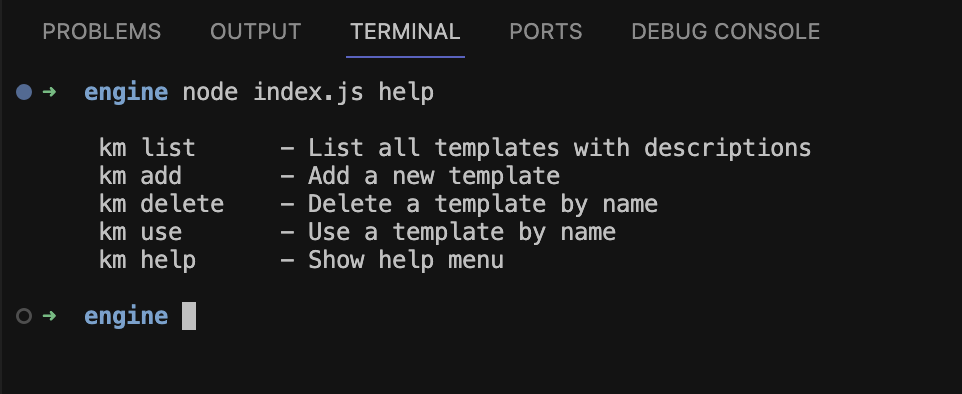 PROBLEMS OUTPUT TERMINAL PORTS DEBUG CONSOLE
➜ engine node index.js help
km list – List all templates with descriptions
km add – Add a new template
km delete – Delete a template by name
km use – Use a template by name
km help – Show help menu
➜ engine